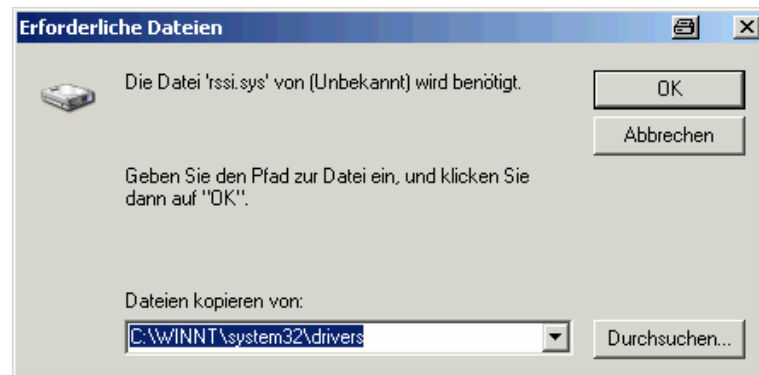 Erforderliche Dateien
Die Datei 'rssi.sys' von (Unbekannt) wird benötigt.
OK
Abbrechen
Geben Sie den Pfad zur Datei ein, und klicken Sie
dann auf "OK".
Dateien kopieren von:
C:\WINNT\system32\drivers
Durchsuchen...